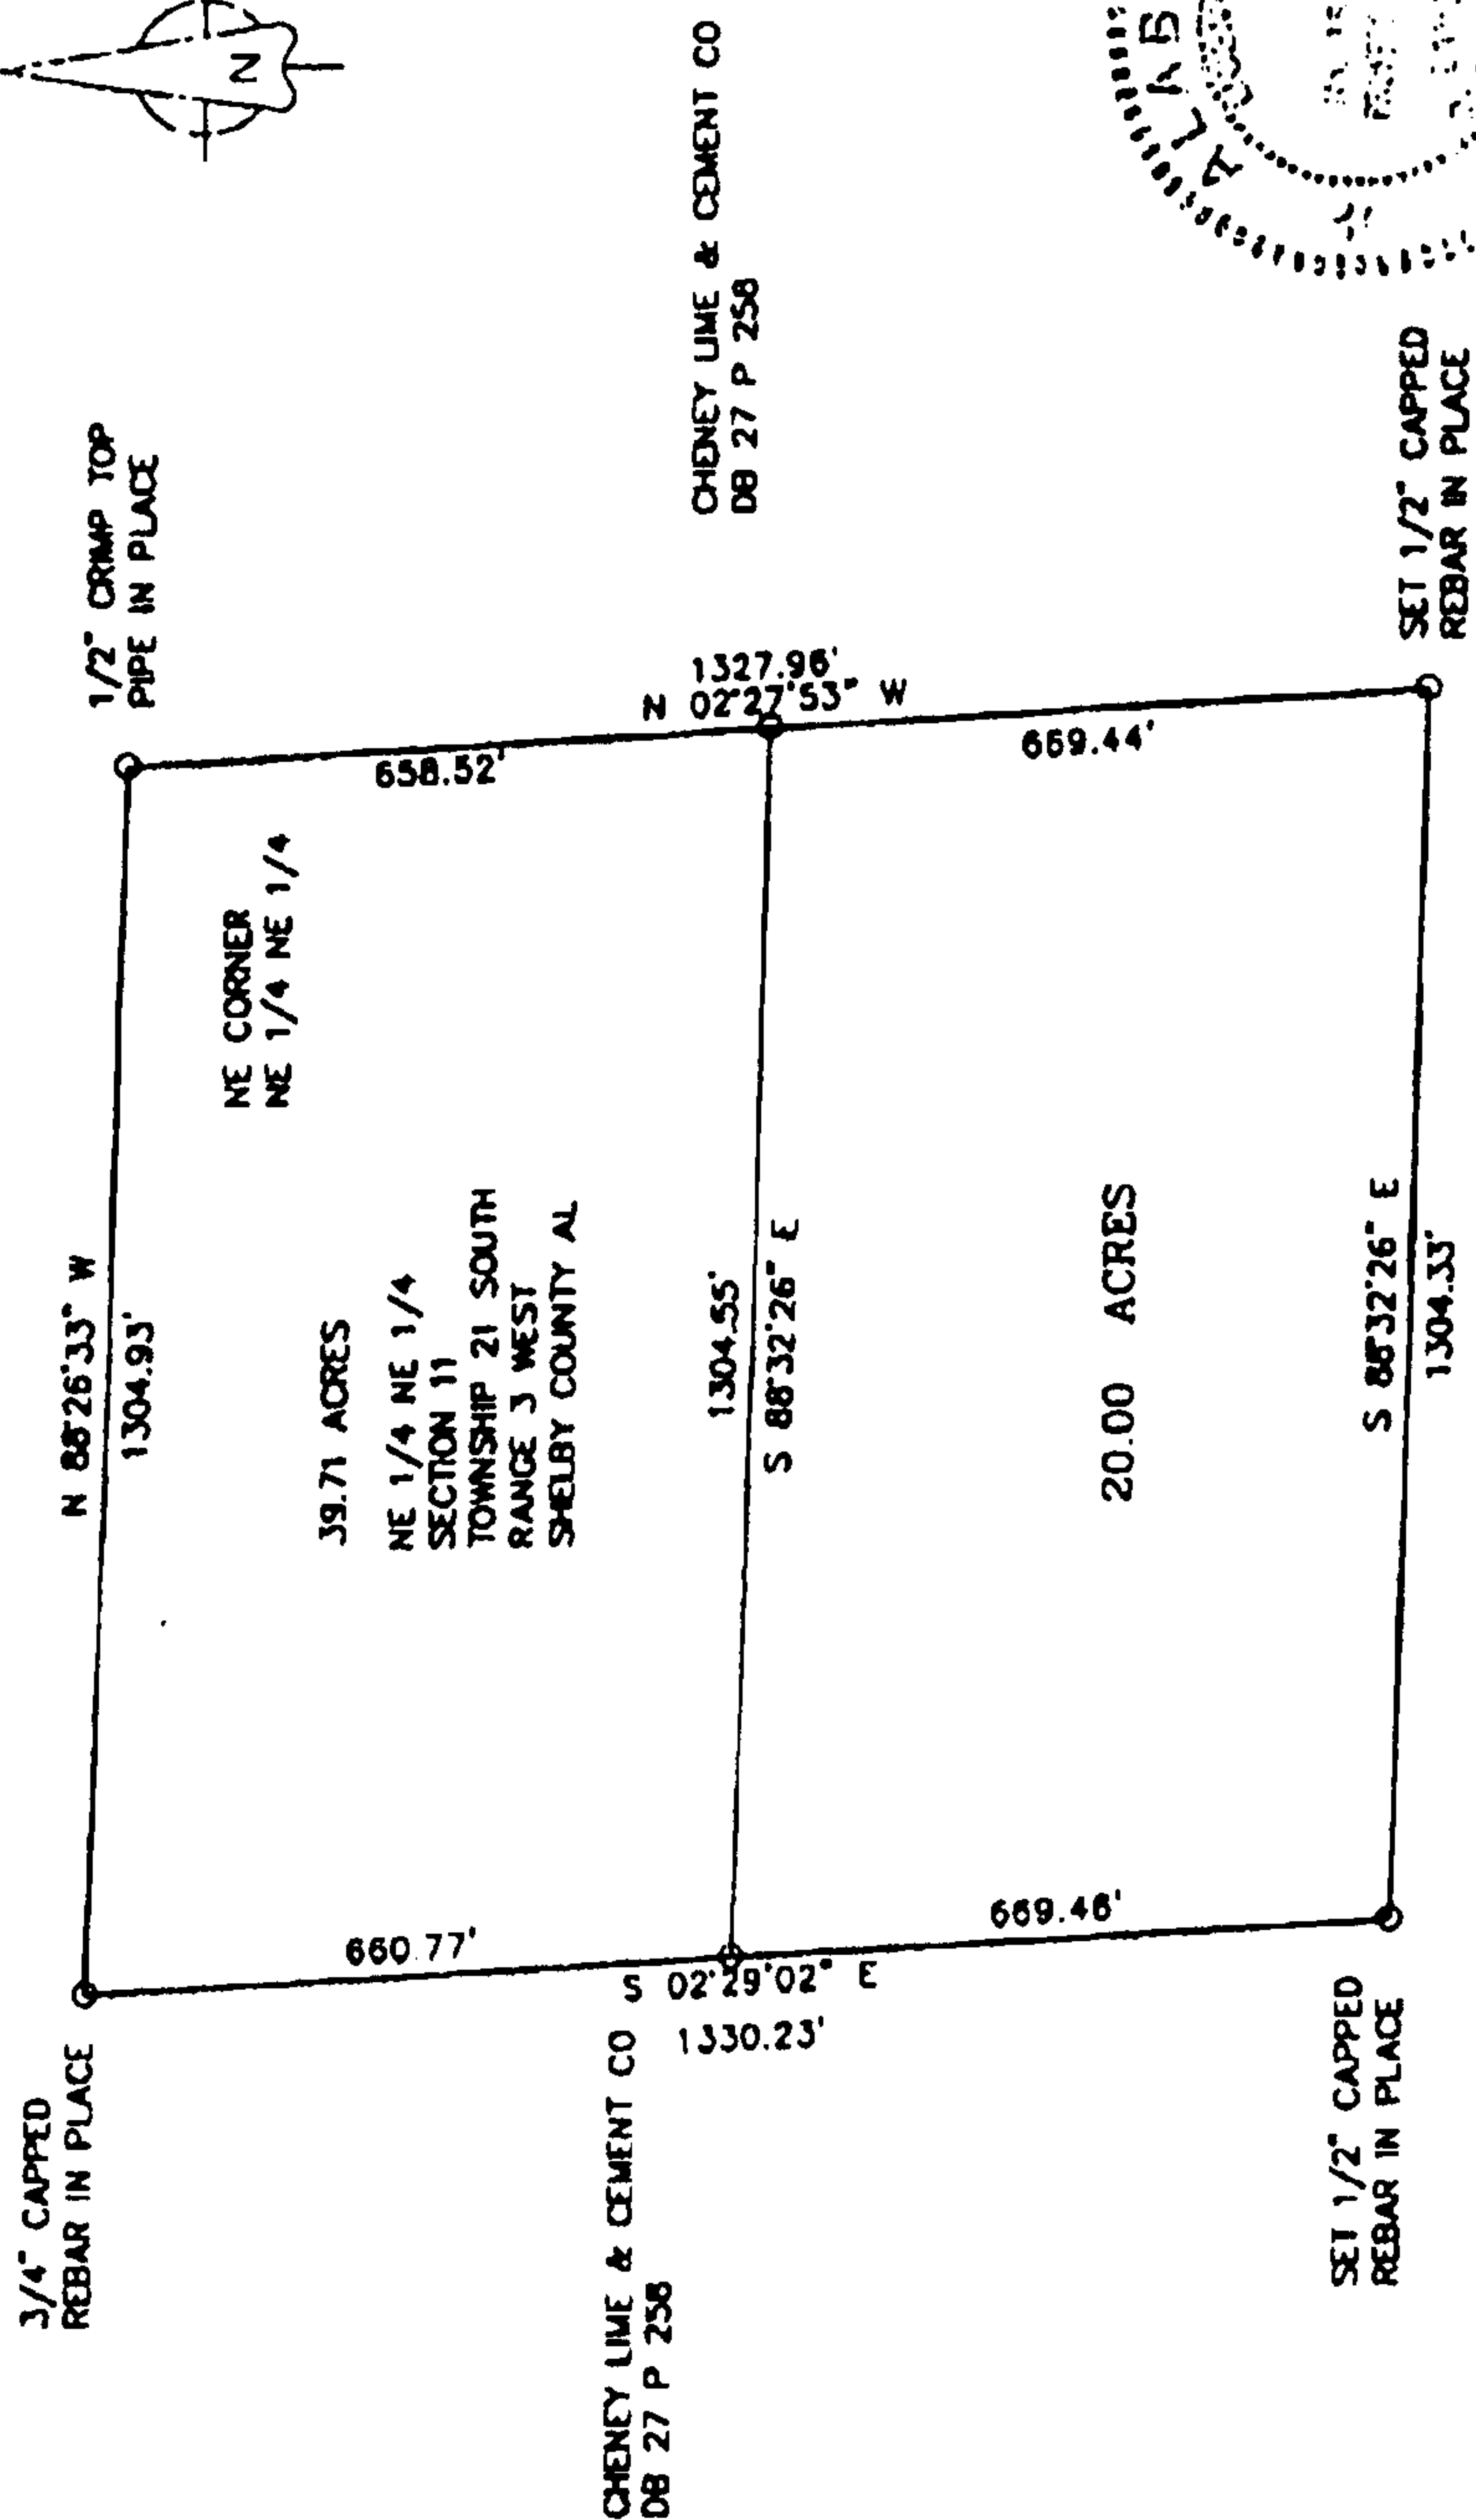 N
3/4" CAPPED
REBAR IN PLACE
1/2" CRIMP TOP
PIPE IN PLACE
N 88°26'33" W
1304.93'
NE CORNER
NE 1/4 NE 1/4
39.71 ACRES
NE 1/4 NE 1/4
SECTION 11
TOWNSHIP 21 SOUTH
RANGE 3 WEST
SHELBY COUNTY AL
660.77'
658.52'
CHENEY LIME & CEMENT CO
DB 27 P 258
S 02°29'02" E
1330.23'
1327.96'
N 02°27'53" W
CHENEY LIME & CEMENT CO
DB 27 P 258
1304.55'
S 88°32'26" E
669.46'
669.44'
20.00 ACRES
S 88°32'26" E
1304.33'
SET 1/2" CAPPED
REBAR IN PLACE
SET 1/2" CAPPED
REBAR IN PLACE